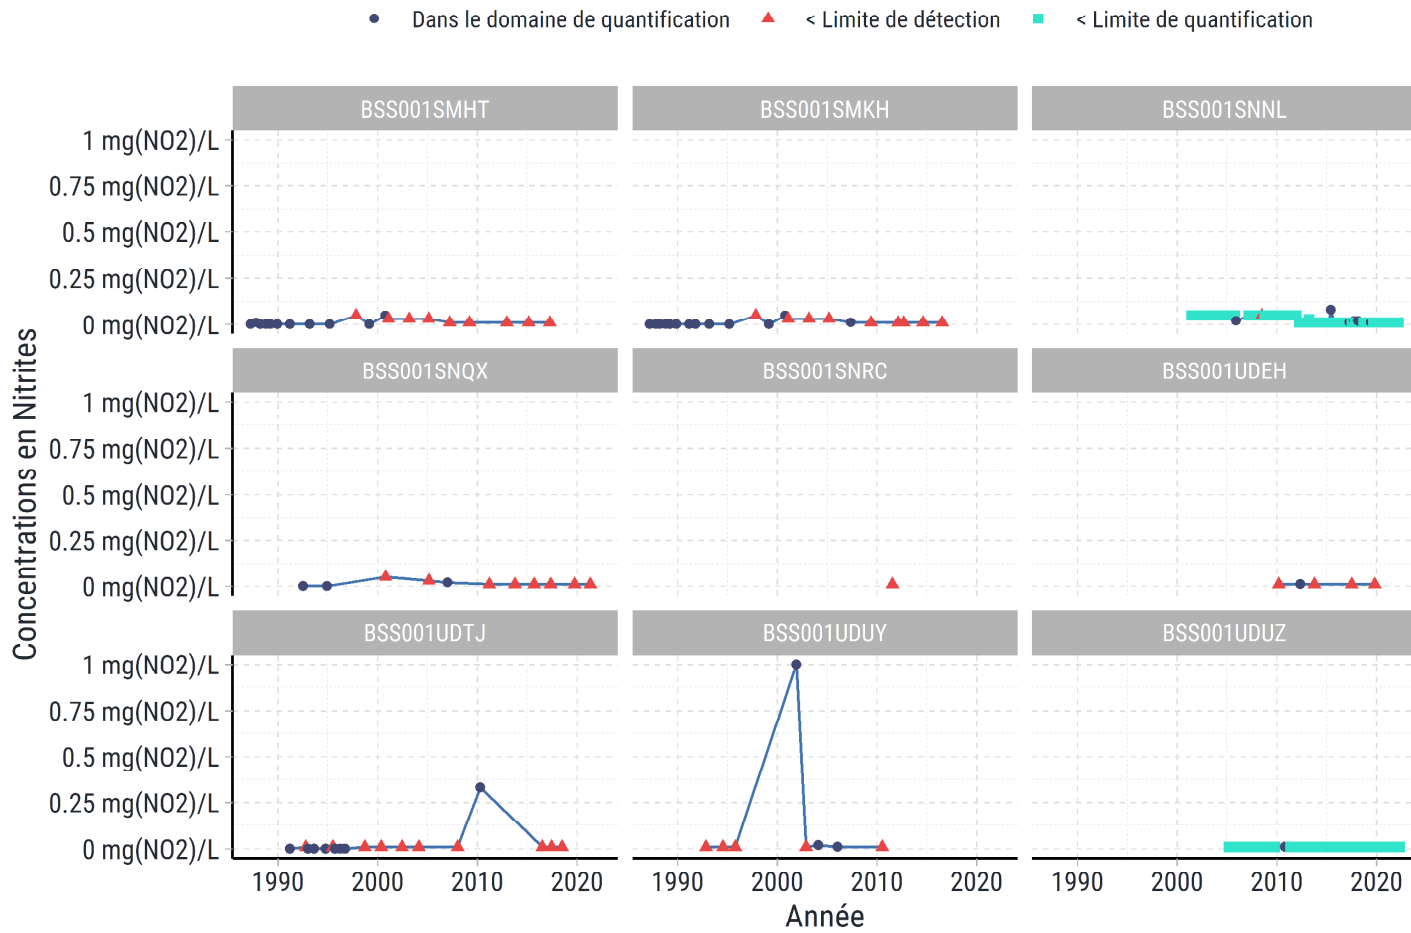 Dans le domaine de quantification < Limite de détection < Limite de quantification
BSS001SMHT BSS001SMKH BSS001SNNL
1 mg(NO2)/L
0.75 mg(NO2)/L
0.5 mg(NO2)/L
0.25 mg(NO2)/L
0 mg(NO2)/L
BSS001SNQX BSS001SNRC BSS001UDEH
1 mg(NO2)/L
0.75 mg(NO2)/L
0.5 mg(NO2)/L
0.25 mg(NO2)/L
0 mg(NO2)/L
Concentrations en Nitrites
BSS001UDTJ BSS001UDUY BSS001UDUZ
1 mg(NO2)/L
0.75 mg(NO2)/L
0.5 mg(NO2)/L
0.25 mg(NO2)/L
0 mg(NO2)/L
1990 2000 2010 2020 1990 2000 2010 2020 1990 2000 2010 2020
Année